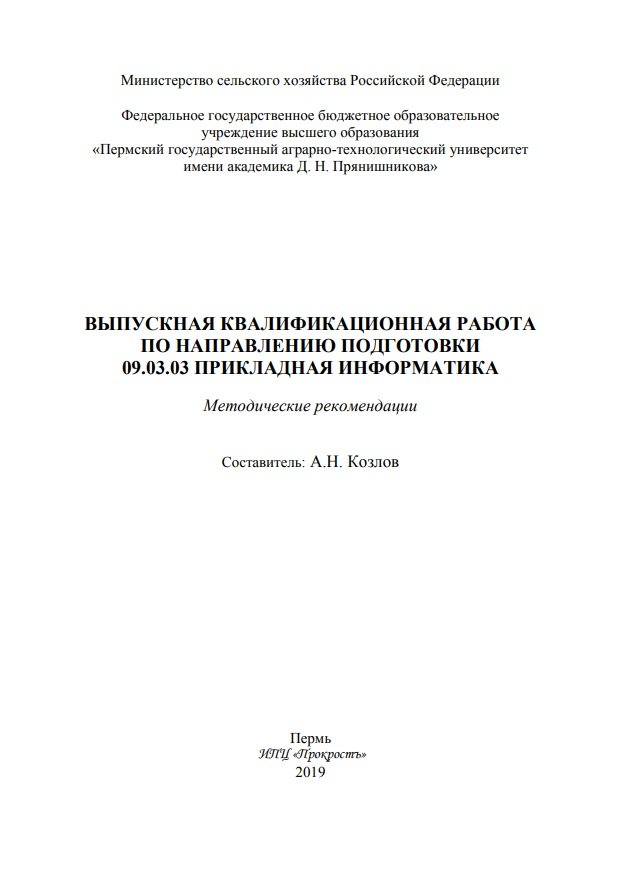 Министерство сельского хозяйства Российской Федерации
Федеральное государственное бюджетное образовательное
учреждение высшего образования
«Пермский государственный аграрно-технологический университет
имени академика Д. Н. Прянишникова»
ВЫПУСКНАЯ КВАЛИФИКАЦИОННАЯ РАБОТА
ПО НАПРАВЛЕНИЮ ПОДГОТОВКИ
09.03.03 ПРИКЛАДНАЯ ИНФОРМАТИКА
Методические рекомендации
Составитель: А.Н. Козлов
Пермь
ИПЦ «Прокростъ»
2019